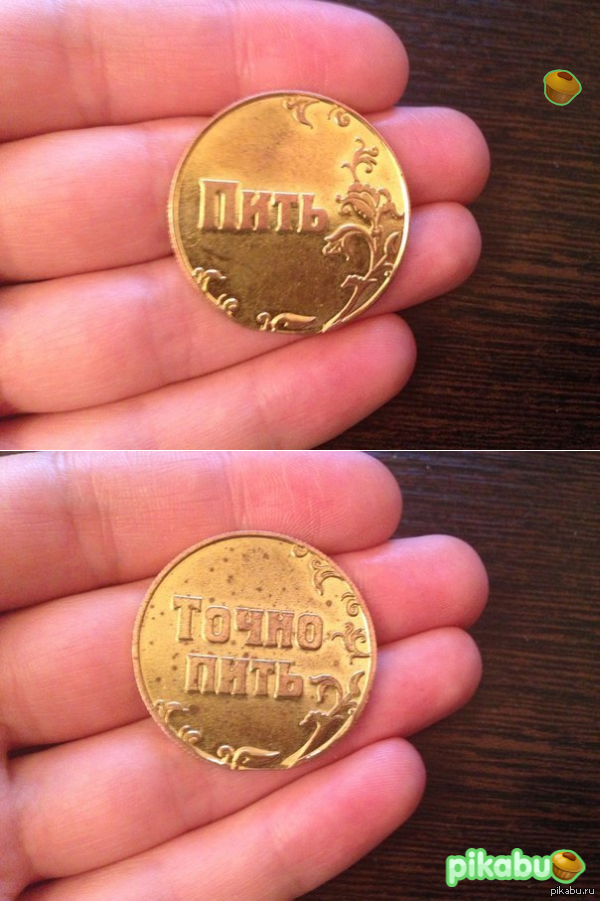 Пить
Точно
пить
pikabu
pikabu.ru